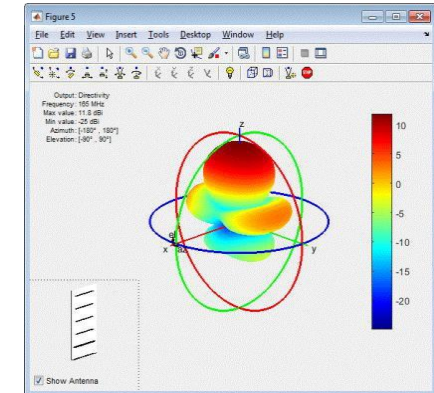 Figure 5
File Edit View Insert Tools Desktop Window Help
Output: Directivity
Frequency: 165 MHz
Max value: 11.8 dBi
Min value: -25 dBi
Azimuth: [-180° , 180°]
Elevation: [-90° , 90°]
z
10
5
0
-5
-10
-15
-20
el
x
az
y
Show Antenna